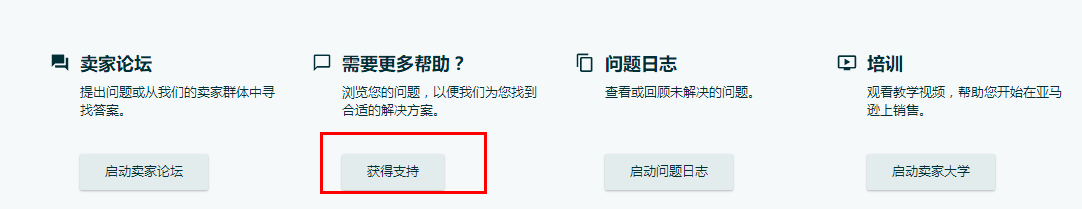 卖家论坛
提出问题或从我们的卖家群体中寻
找答案。
启动卖家论坛
需要更多帮助？
浏览您的问题，以便我们为您找到
合适的解决方案。
获得支持
问题日志
查看或回顾未解决的问题。
启动问题日志
培训
观看教学视频，帮助您开始在亚马
逊上销售。
启动卖家大学